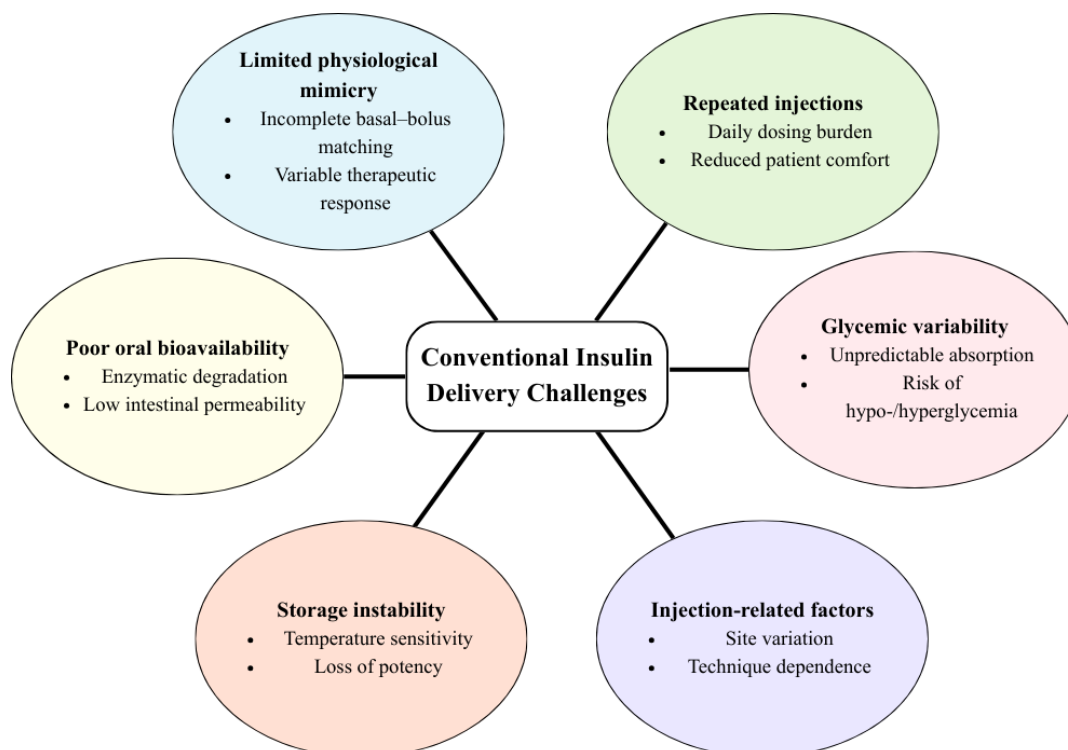 Limited physiological
mimicry
• Incomplete basal–bolus
matching
• Variable therapeutic
response
Repeated injections
• Daily dosing burden
• Reduced patient comfort
Poor oral bioavailability
• Enzymatic degradation
• Low intestinal permeability
Conventional Insulin
Delivery Challenges
Glycemic variability
• Unpredictable absorption
• Risk of
hypo-/hyperglycemia
Storage instability
• Temperature sensitivity
• Loss of potency
Injection-related factors
• Site variation
• Technique dependence